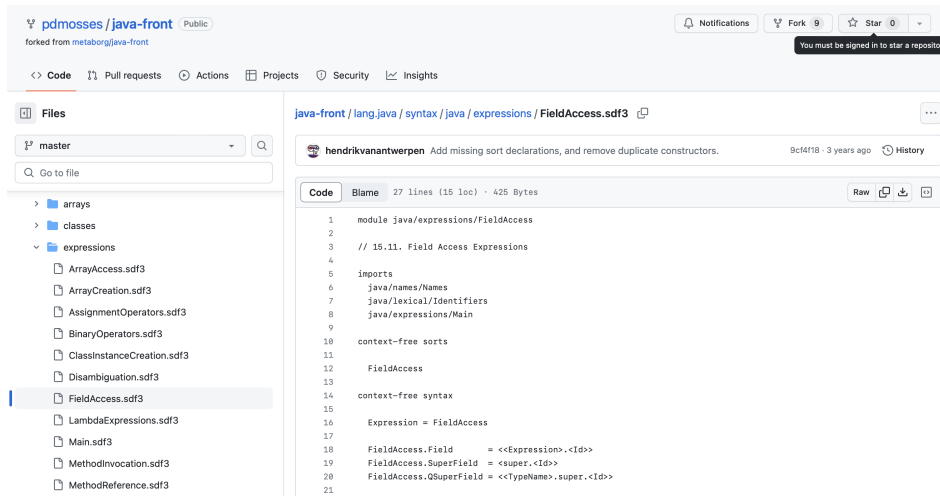 pdmosses / java-front Public
Notifications Fork 9 Star 0
forked from metaborg/java-front
You must be signed in to star a reposito
Code Pull requests Actions Projects Security Insights
Files
master
Go to file
arrays
classes
expressions
ArrayAccess.sdf3
ArrayCreation.sdf3
AssignmentOperators.sdf3
BinaryOperators.sdf3
ClassInstanceCreation.sdf3
Disambiguation.sdf3
FieldAccess.sdf3
LambdaExpressions.sdf3
Main.sdf3
MethodInvocation.sdf3
MethodReference.sdf3
java-front / lang.java / syntax / java / expressions / FieldAccess.sdf3
hendrikvanantwerpen Add missing sort declarations, and remove duplicate constructors. 9cf4f18 · 3 years ago History
Code Blame 27 lines (15 loc) · 425 Bytes Raw
1 module java/expressions/FieldAccess
2
3 // 15.11. Field Access Expressions
4
5 imports
6 java/names/Names
7 java/lexical/Identifiers
8 java/expressions/Main
9
10 context-free sorts
11
12 FieldAccess
13
14 context-free syntax
15
16 Expression = FieldAccess
17
18 FieldAccess.Field = <<Expression>.<Id>>
19 FieldAccess.SuperField = <super.<Id>>
20 FieldAccess.QSuperField = <<TypeName>.super.<Id>>
21